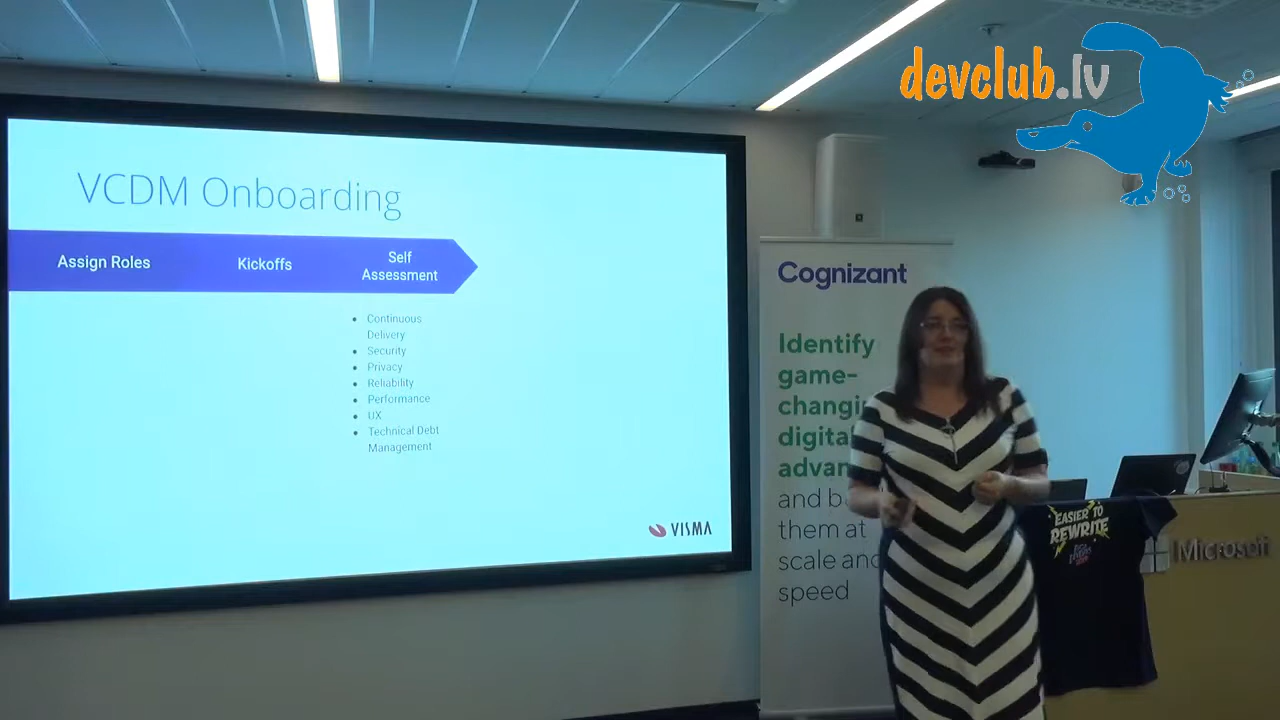 devclub.lv
VCDM Onboarding
Assign Roles
Kickoffs
Self
Assessment
Continuous
Delivery
Security
Privacy
Reliability
Performance
UX
Technical Debt
Management
VISMA
Cognizant
Identify
game-
changin
digital
advan
and b
them at
scale and
speed
EASIER TO
REWRITE
Microsoft